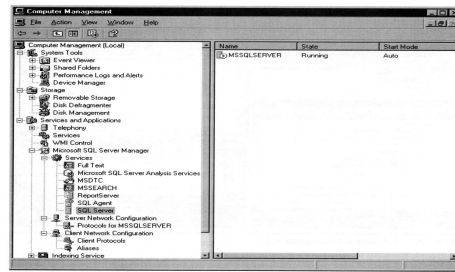 Computer Management
File Action View Window Help
Computer Management (Local)
System Tools
Event Viewer
Shared Folders
Performance Logs and Alerts
Device Manager
Storage
Removable Storage
Disk Defragmenter
Disk Management
Services and Applications
Telephony
Services
WMI Control
Microsoft SQL Server Manager
Services
Full Text
Microsoft SQL Server Analysis Services
MSDTC
MSSEARCH
ReportServer
SQL Agent
SQL Server
Server Network Configuration
Protocols for MSSQLSERVER
Client Network Configuration
Client Protocols
Aliases
Indexing Service
Name State Start Mode
MSSQLSERVER Running Auto